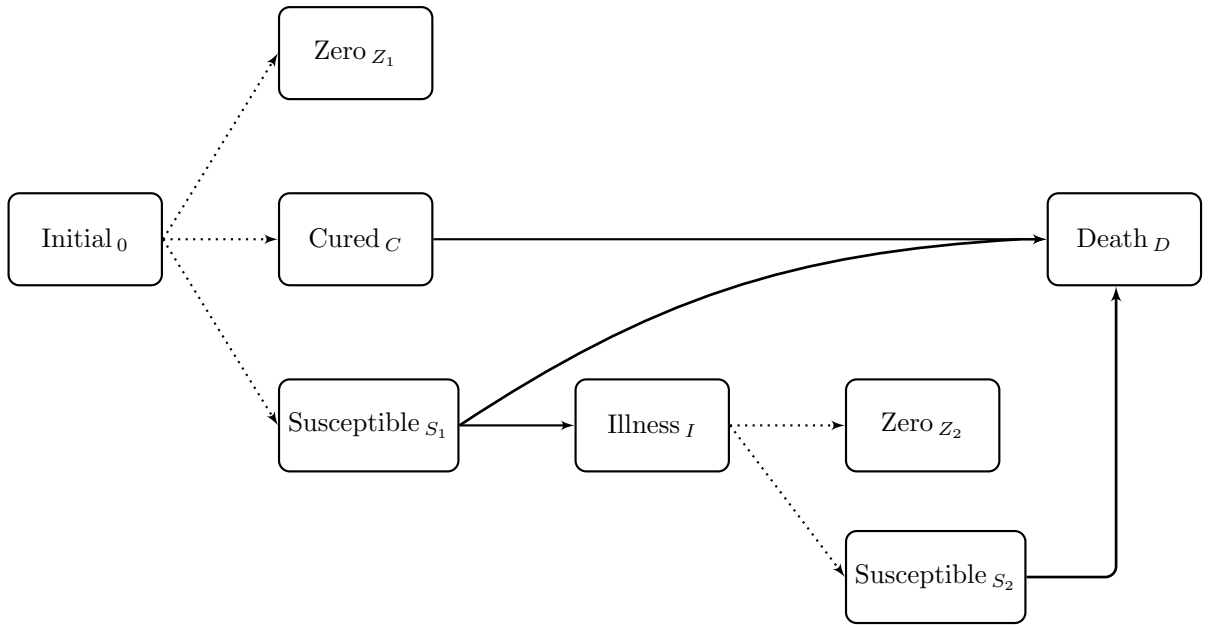 Zero Z₁
Initial 0
Cured C
Death D
Susceptible S₁
Illness I
Zero Z₂
Susceptible S₂